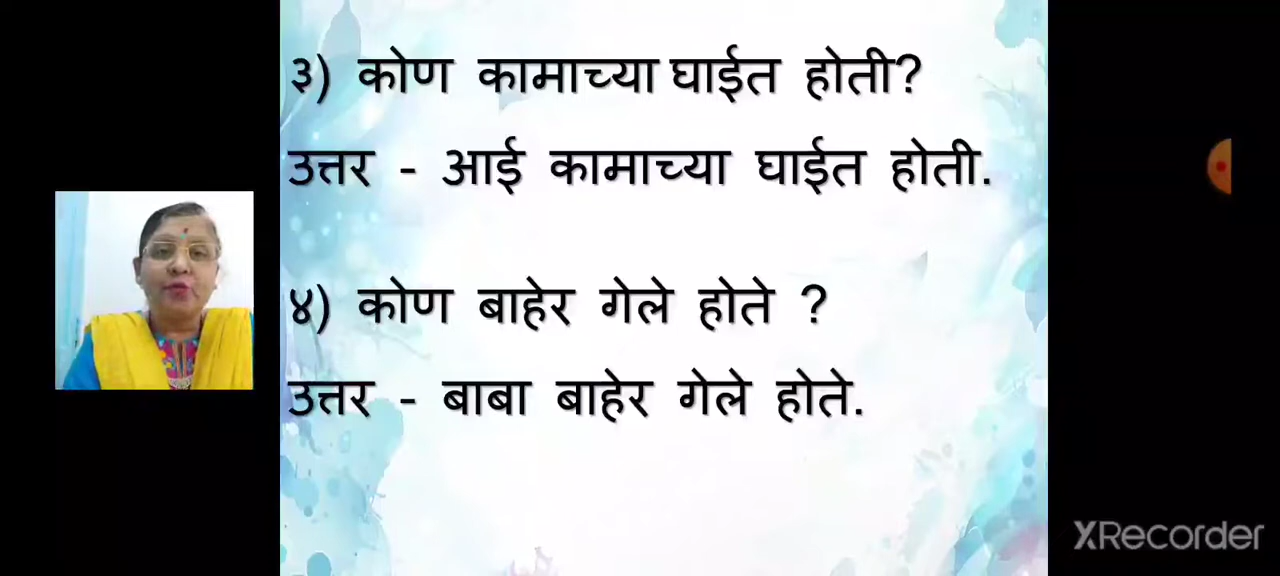 ३) कोण कामाच्या घाईत होती?
उत्तर - आई कामाच्या घाईत होती.
४) कोण बाहेर गेले होते ?
उत्तर - बाबा बाहेर गेले होते.
XRecorder